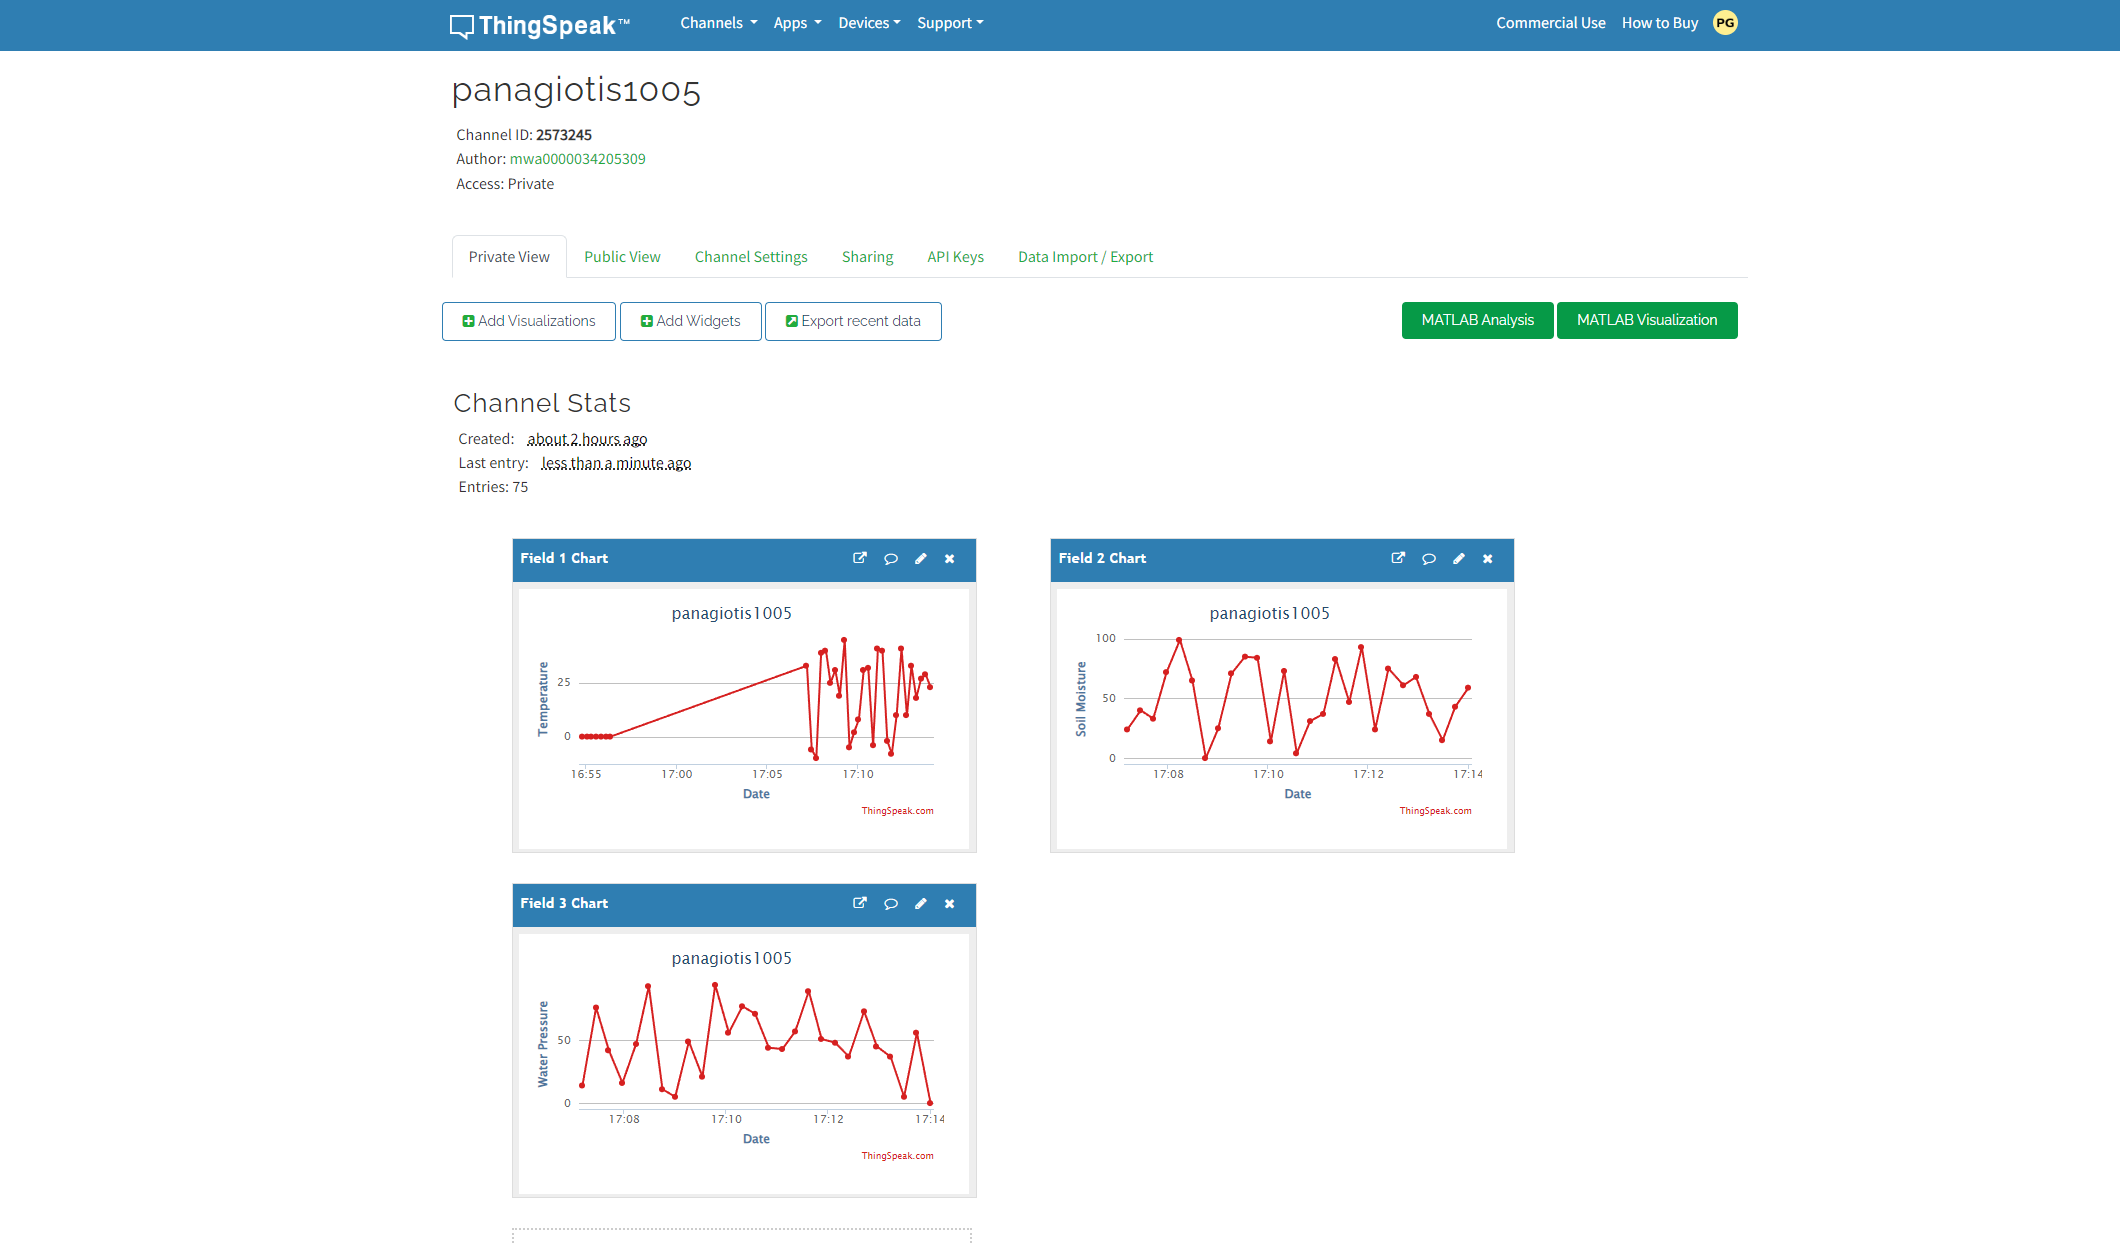 ThingSpeak™ Channels Apps Devices Support Commercial Use How to Buy PG
panagiotis1005
Channel ID: 2573245
Author: mwa0000034205309
Access: Private
Private View Public View Channel Settings Sharing API Keys Data Import / Export
Add Visualizations Add Widgets Export recent data MATLAB Analysis MATLAB Visualization
Channel Stats
Created: about 2 hours ago
Last entry: less than a minute ago
Entries: 75
Field 1 Chart
panagiotis1005
Temperature
25
0
16:55 17:00 17:05 17:10
Date
ThingSpeak.com
Field 2 Chart
panagiotis1005
Soil Moisture
100
50
0
17:08 17:10 17:12 17:14
Date
ThingSpeak.com
Field 3 Chart
panagiotis1005
Water Pressure
50
0
17:08 17:10 17:12 17:14
Date
ThingSpeak.com